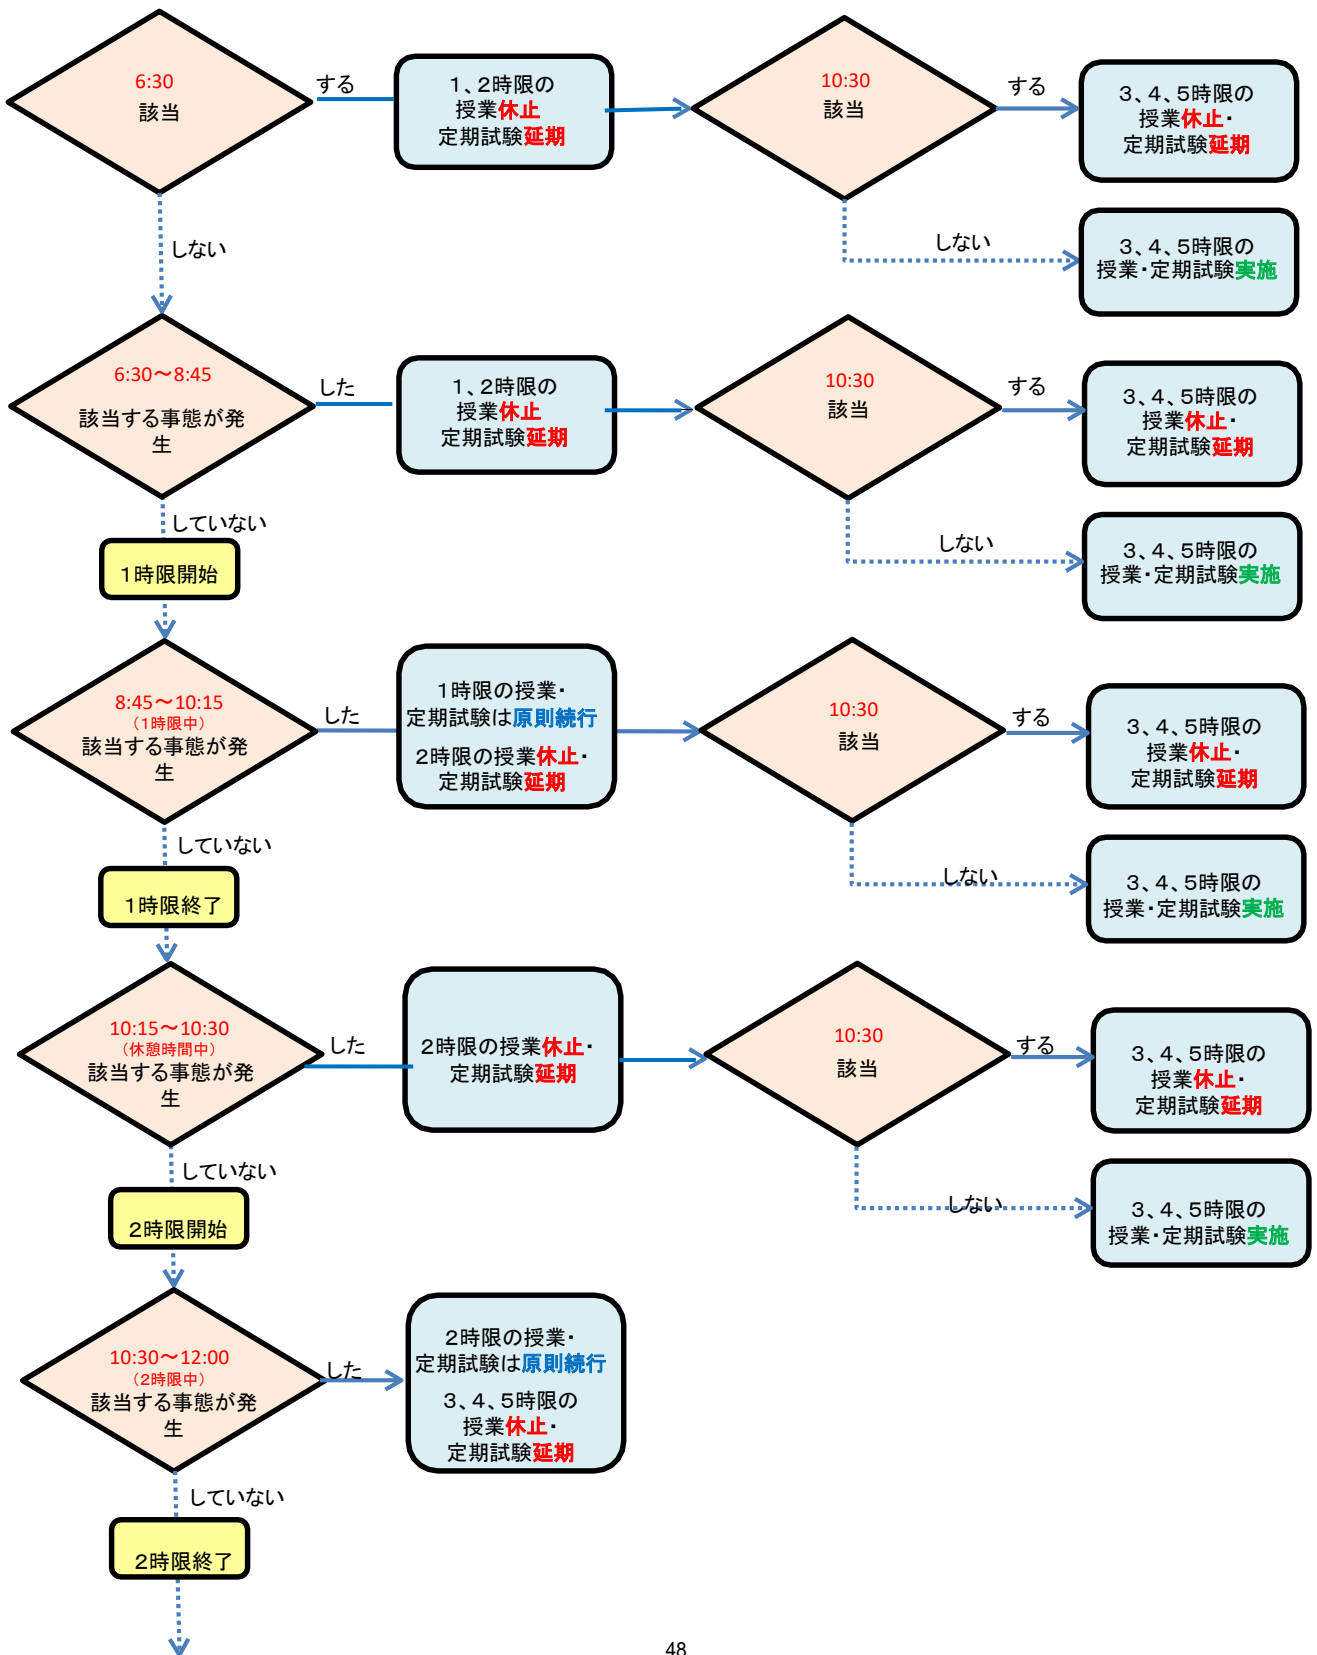 6:30
該当
する
1、2時限の
授業休止
定期試験延期
10:30
該当
する
3、4、5時限の
授業休止・
定期試験延期
しない
しない
3、4、5時限の
授業・定期試験実施
6:30～8:45
該当する事態が発
生
した
1、2時限の
授業休止
定期試験延期
10:30
該当
する
3、4、5時限の
授業休止・
定期試験延期
していない
しない
3、4、5時限の
授業・定期試験実施
1時限開始
8:45～10:15
（1時限中）
該当する事態が発
生
した
1時限の授業・
定期試験は原則続行
2時限の授業休止・
定期試験延期
10:30
該当
する
3、4、5時限の
授業休止・
定期試験延期
していない
しない
3、4、5時限の
授業・定期試験実施
1時限終了
10:15～10:30
（休憩時間中）
該当する事態が発
生
した
2時限の授業休止・
定期試験延期
10:30
該当
する
3、4、5時限の
授業休止・
定期試験延期
していない
しない
3、4、5時限の
授業・定期試験実施
2時限開始
10:30～12:00
（2時限中）
該当する事態が発
生
した
2時限の授業・
定期試験は原則続行
3、4、5時限の
授業休止・
定期試験延期
していない
2時限終了
48